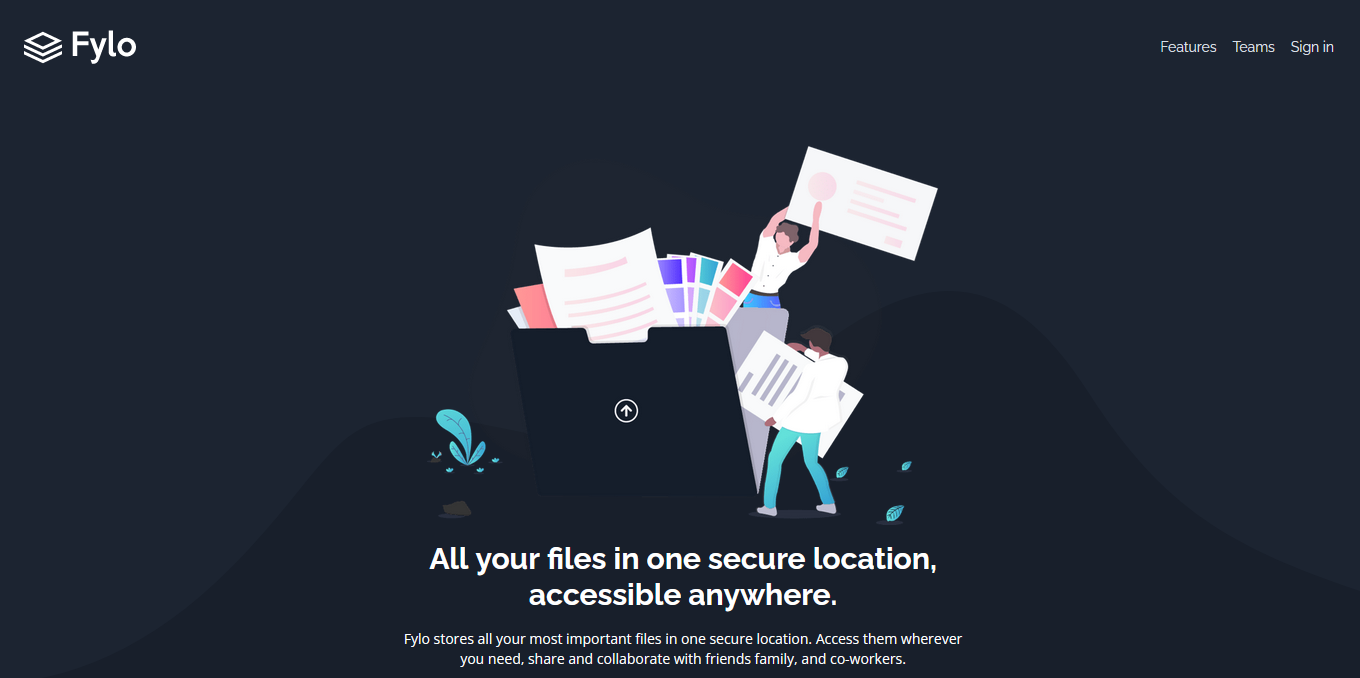 Fylo
Features Teams Sign in
All your files in one secure location,
accessible anywhere.
Fylo stores all your most important files in one secure location. Access them wherever
you need, share and collaborate with friends family, and co-workers.